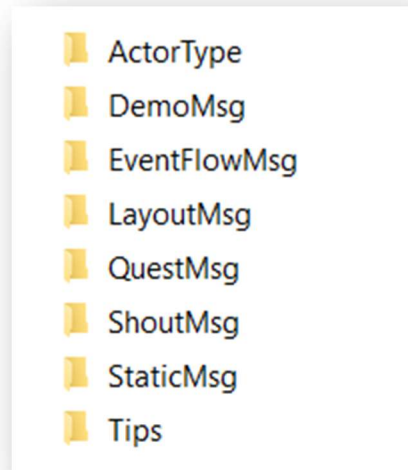 ActorType
DemoMsg
EventFlowMsg
LayoutMsg
QuestMsg
ShoutMsg
StaticMsg
Tips